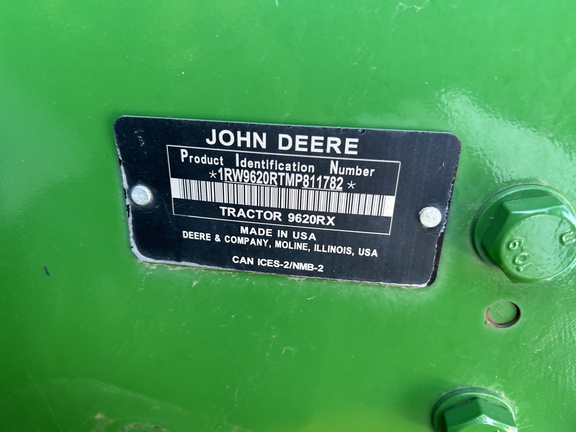 JOHN DEERE
Product Identification Number
*1RW9620RTMP811782*
TRACTOR 9620RX
MADE IN USA
DEERE & COMPANY, MOLINE, ILLINOIS, USA
CAN ICES-2/NMB-2